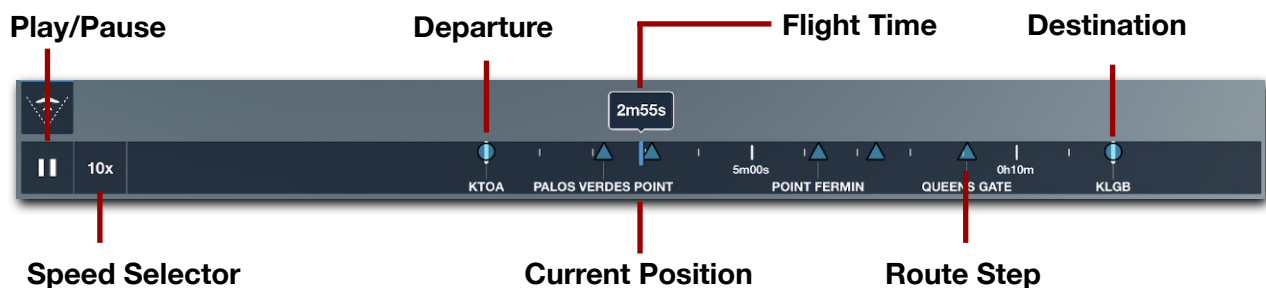 Play/Pause
Departure
Flight Time
Destination
2m55s
10x
5m00s
0h10m
KTOA
PALOS VERDES POINT
POINT FERMIN
QUEENS GATE
KLGB
Speed Selector
Current Position
Route Step